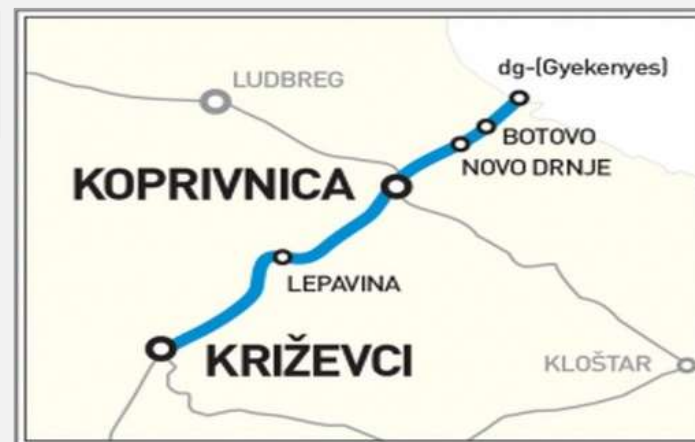 LUDBREG
dg-(Gyekenyes)
BOTOVO
NOVO DRNJE
KOPRIVNICA
LEPAVINA
KRIŽEVCI
KLOŠTAR